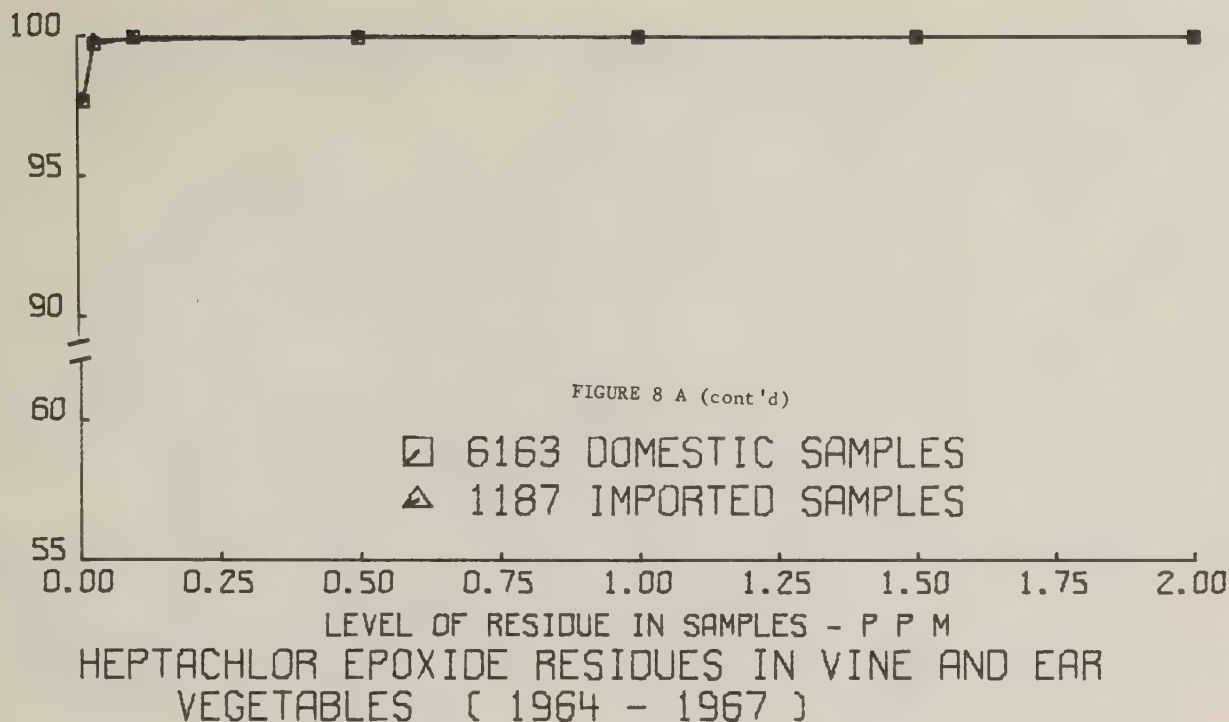 100
95
90
60
55
FIGURE 8 A (cont'd)
6163 DOMESTIC SAMPLES
1187 IMPORTED SAMPLES
0.00 0.25 0.50 0.75 1.00 1.25 1.50 1.75 2.00
LEVEL OF RESIDUE IN SAMPLES - P P M
HEPTACHLOR EPOXIDE RESIDUES IN VINE AND EAR
VEGETABLES ( 1964 - 1967 )